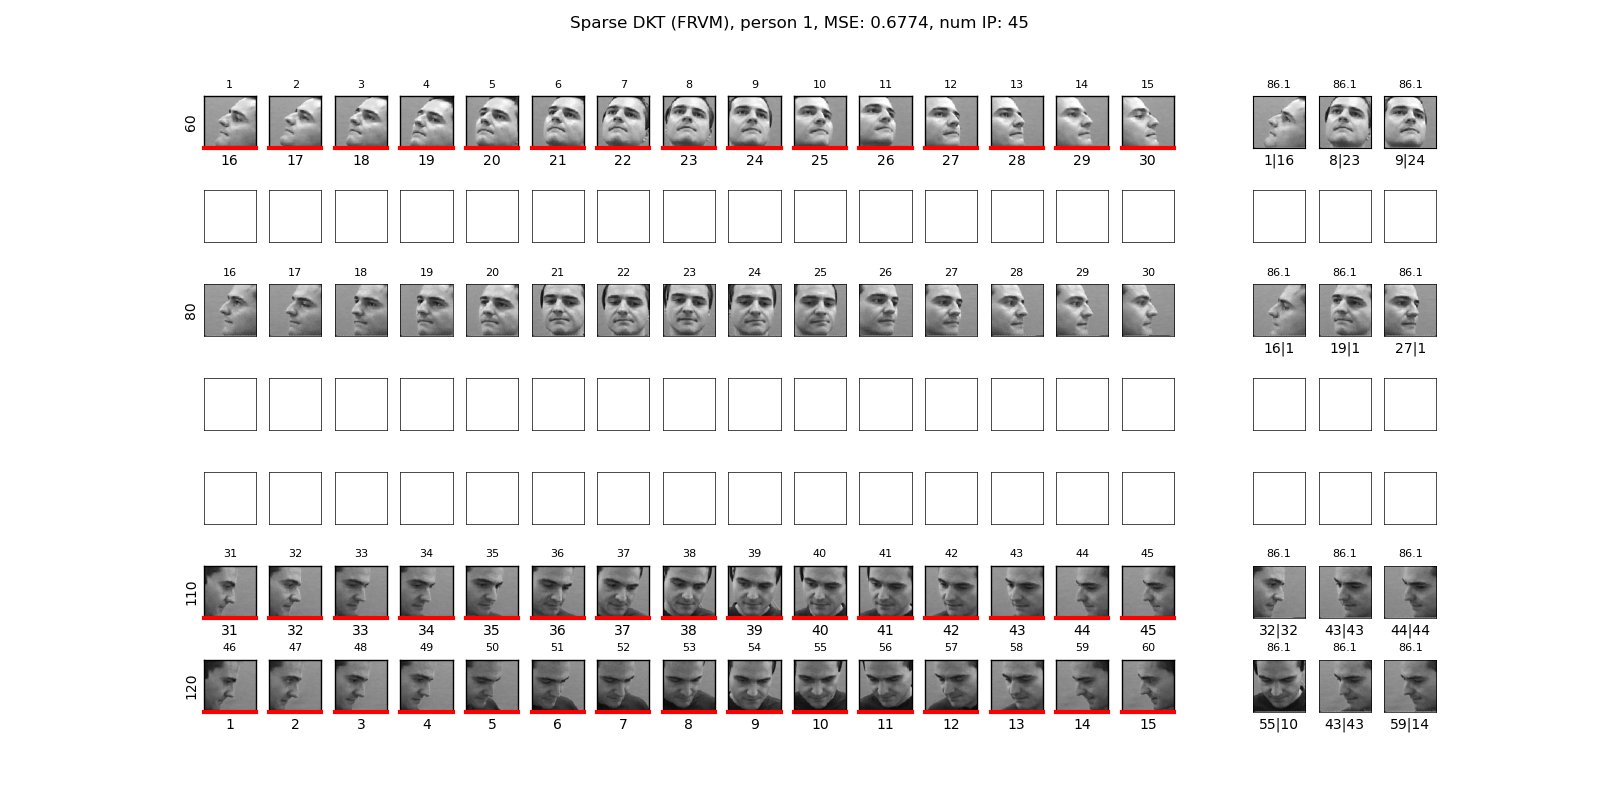 Sparse DKT (FRVM), person 1, MSE: 0.6774, num IP: 45
1 2 3 4 5 6 7 8 9 10 11 12 13 14 15 86.1 86.1 86.1
60
16 17 18 19 20 21 22 23 24 25 26 27 28 29 30 1|16 8|23 9|24
16 17 18 19 20 21 22 23 24 25 26 27 28 29 30 86.1 86.1 86.1
80
16|1 19|1 27|1
31 32 33 34 35 36 37 38 39 40 41 42 43 44 45 86.1 86.1 86.1
110
31 32 33 34 35 36 37 38 39 40 41 42 43 44 45 32|32 43|43 44|44
46 47 48 49 50 51 52 53 54 55 56 57 58 59 60 86.1 86.1 86.1
120
1 2 3 4 5 6 7 8 9 10 11 12 13 14 15 55|10 43|43 59|14